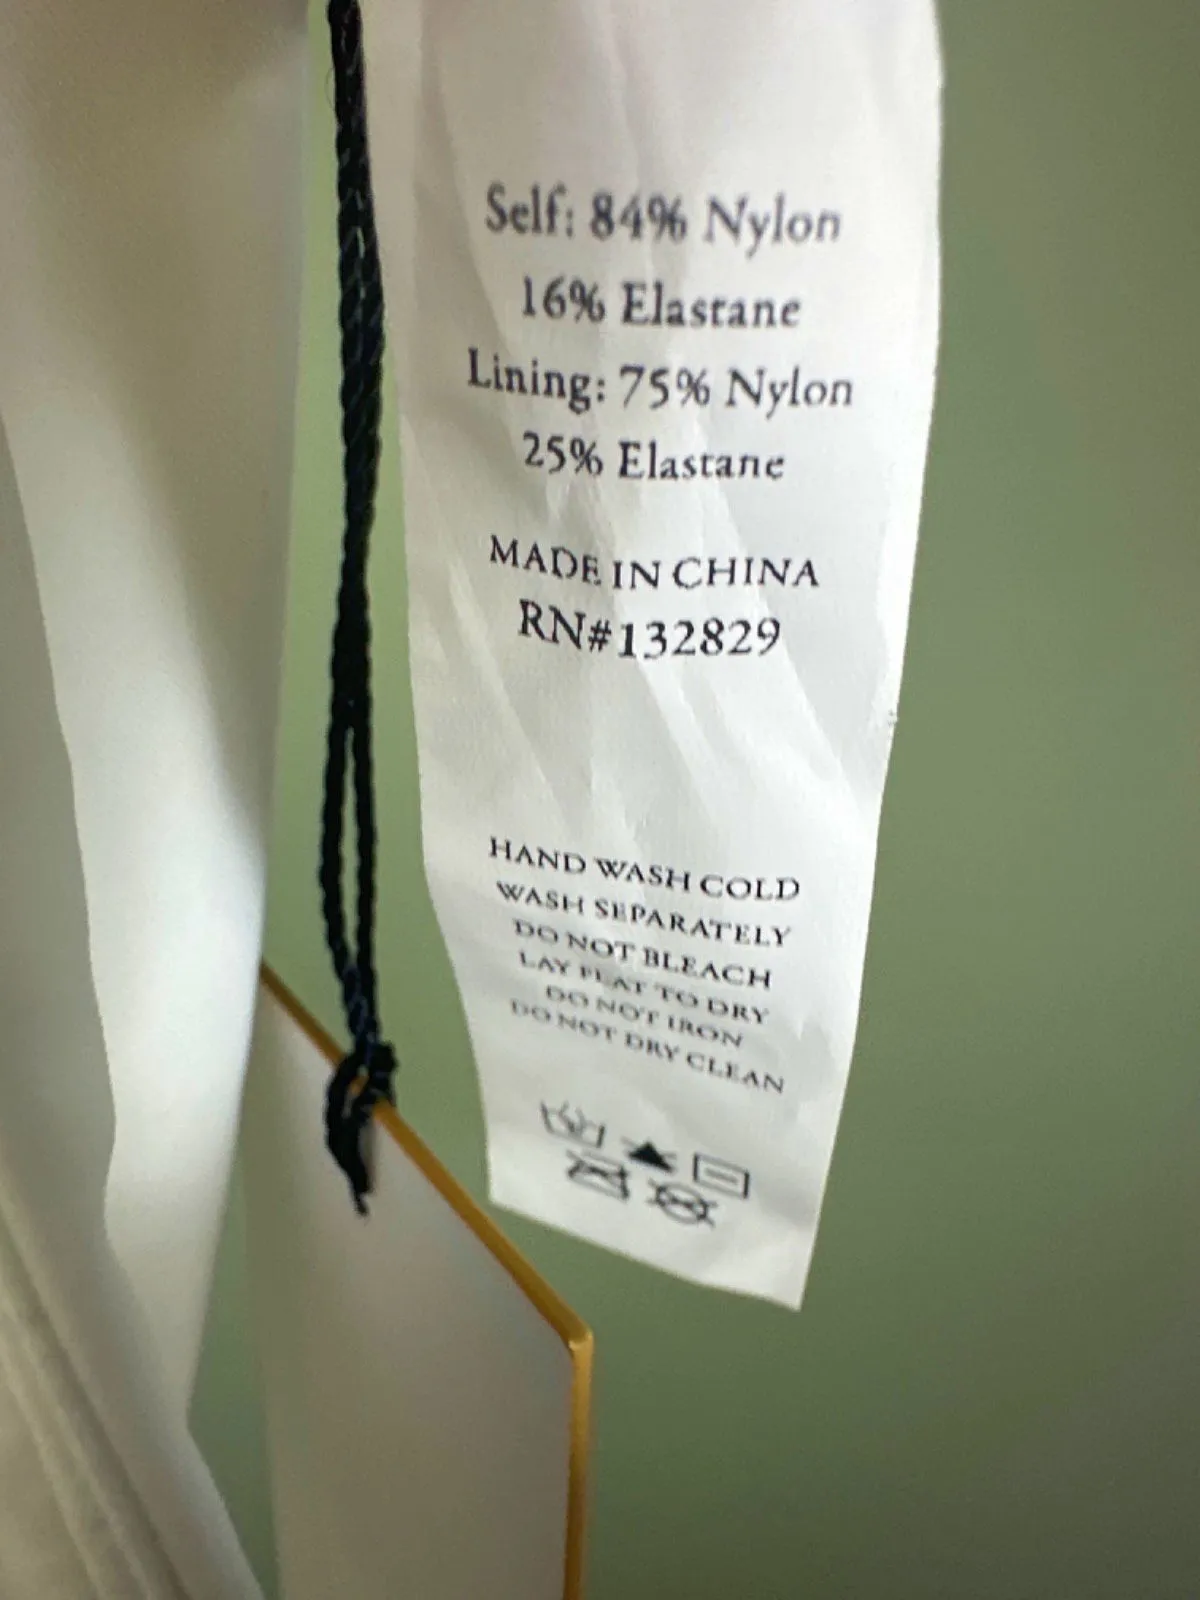 Self: 84% Nylon
16% Elastane
Lining: 75% Nylon
25% Elastane
MADE IN CHINA
RN#132829
HAND WASH COLD
WASH SEPARATELY
DO NOT BLEACH
LAY FLAT TO DRY
DO NOT IRON
DO NOT DRY CLEAN